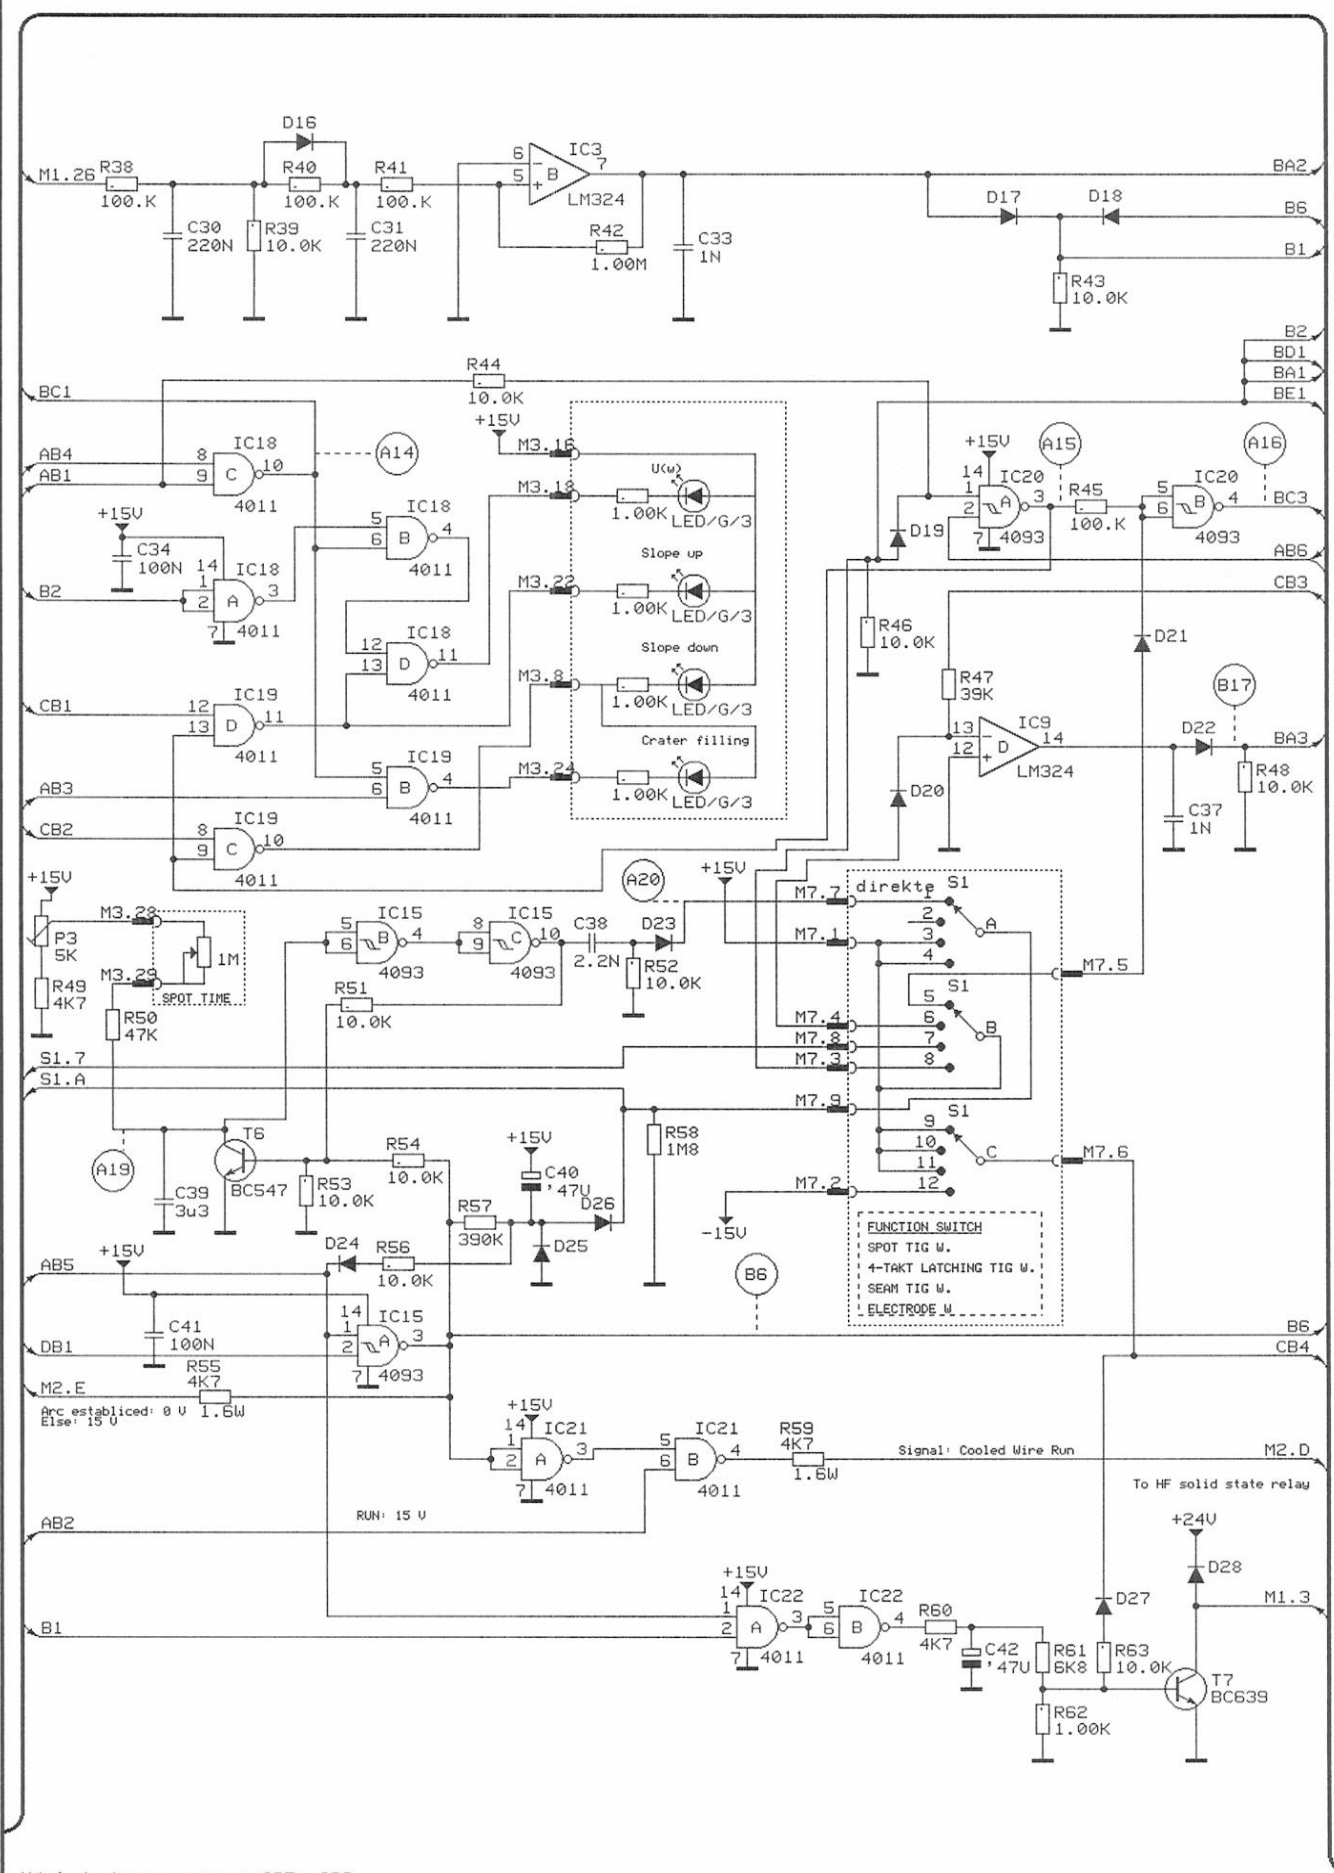 D16
M1.26 R38 R40 R41 IC3 BA2
100.K 100.K 100.K 6 5 B 7
LM324
D17 D18 B6
C30 R39 C31 R42 C33
220N 10.0K 220N 1.00M 1N
B1
R43
10.0K
B2
BD1
BA1
BE1
R44
BC1 10.0K
+15V
AB4 8 IC18 A14 M3.16 +15V A15 A16
AB1 9 C 10
4011
U(w)
M3.18
1.00K LED/G/3
14 IC20 R45 IC20
1 2 A 3 100.K 5 6 B 4 BC3
7 4093 4093
D19
AB6
+15V
C34
100N
IC18
5 6 B 4
4011
Slope up
M3.22
1.00K LED/G/3
CB3
14 IC18
B2 1 2 A 3
7 4011
R46
10.0K
D21
IC18
12 13 D 11
4011
Slope down
M3.8
1.00K LED/G/3
R47
39K
B17
CB1 12 13 IC19 D 11
4011
Crater filling
IC9
13 12 D 14 D22 BA3
LM324
R48
10.0K
IC19
AB3 5 6 B 4
4011
M3.24
1.00K LED/G/3
D20
C37
1N
CB2 8 9 IC19 C 10
4011
+15V
A20
+15V
direkte S1
M7.7 1
2
M7.1 3 A
4
M3.28
P3
5K
1M
M3.29
SPOT TIME
R49
4K7
R50
47K
IC15 IC15 C38 D23
5 6 B 4 8 9 C 10
4093 4093 2.2N
R52
10.0K
R51
10.0K
M7.5
5 S1
M7.4 6
M7.8 7 B
M7.3 8
S1.7
S1.A
M7.9
S1
9
10
11 C
M7.6
M7.2 12
-15V
A19
T6
BC547
C39
3u3
R53
10.0K
R54
10.0K
+15V
C40
'47U
R58
1M8
R57
390K
D26
D25
D24 R56
10.0K
FUNCTION SWITCH
SPOT TIG W.
4-TAKT LATCHING TIG W.
SEAM TIG W.
ELECTRODE W
B6
AB5
+15V
C41
100N
14 IC15
1 2 A 3
7 4093
B6
DB1
CB4
R55
4K7
M2.E 1.6W
Arc establiced: 0 V
Else: 15 V
+15V
14 IC21
1 2 A 3
7 4011
IC21
5 6 B 4
4011
R59
4K7
1.6W
Signal: Cooled Wire Run
M2.D
To HF solid state relay
RUN: 15 V
AB2
+24V
D28
M1.3
+15V
14 IC22
1 2 A 3
7 4011
B1
IC22
5 6 B 4
4011
R60
4K7
C42
'47U
D27
R61
6K8
R63
10.0K
T7
BC639
R62
1.00K